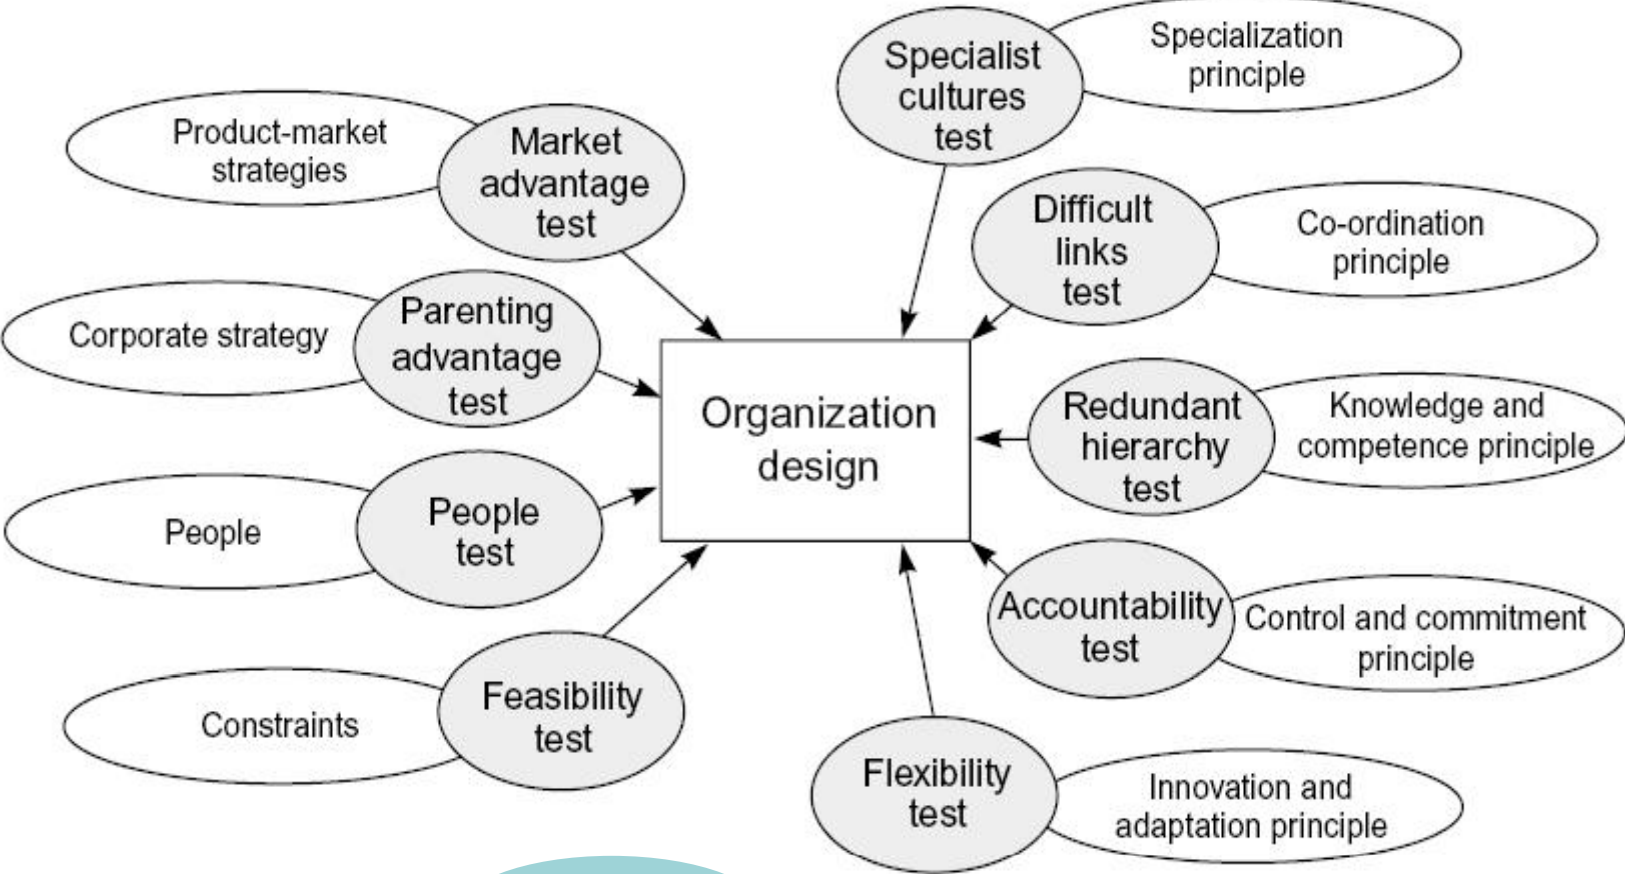 Product-market
strategies
Market
advantage
test
Corporate strategy
Parenting
advantage
test
People
People
test
Constraints
Feasibility
test
Organization
design
Specialist
cultures
test
Specialization
principle
Difficult
links
test
Co-ordination
principle
Redundant
hierarchy
test
Knowledge and
competence principle
Accountability
test
Control and commitment
principle
Flexibility
test
Innovation and
adaptation principle